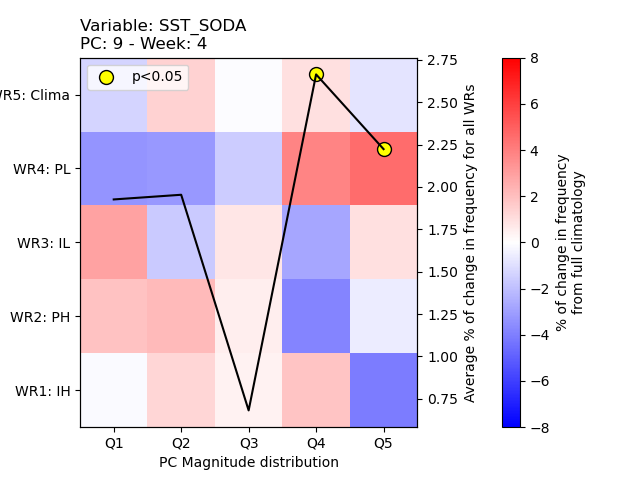 Variable: SST_SODA
PC: 9 - Week: 4
p<0.05
WR5: Clima
WR4: PL
WR3: IL
WR2: PH
WR1: IH
Q1 Q2 Q3 Q4 Q5
PC Magnitude distribution
2.75
2.50
2.25
2.00
1.75
1.50
1.25
1.00
0.75
Average % of change in frequency for all WRs
8
6
4
2
0
−2
−4
−6
−8
% of change in frequency
from full climatology